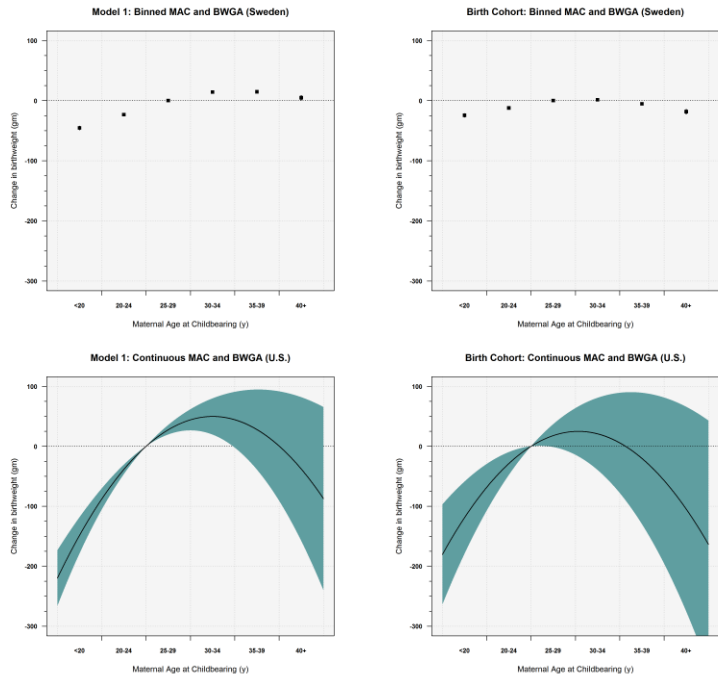 Model 1: Binned MAC and BWGA (Sweden)
Change in birthweight (gm)
100
0
-100
-200
-300
<20 20-24 25-29 30-34 35-39 40+
Maternal Age at Childbearing (y)
Birth Cohort: Binned MAC and BWGA (Sweden)
Change in birthweight (gm)
100
0
-100
-200
-300
<20 20-24 25-29 30-34 35-39 40+
Maternal Age at Childbearing (y)
Model 1: Continuous MAC and BWGA (U.S.)
Change in birthweight (gm)
100
0
-100
-200
-300
<20 20-24 25-29 30-34 35-39 40+
Maternal Age at Childbearing (y)
Birth Cohort: Continuous MAC and BWGA (U.S.)
Change in birthweight (gm)
100
0
-100
-200
-300
<20 20-24 25-29 30-34 35-39 40+
Maternal Age at Childbearing (y)